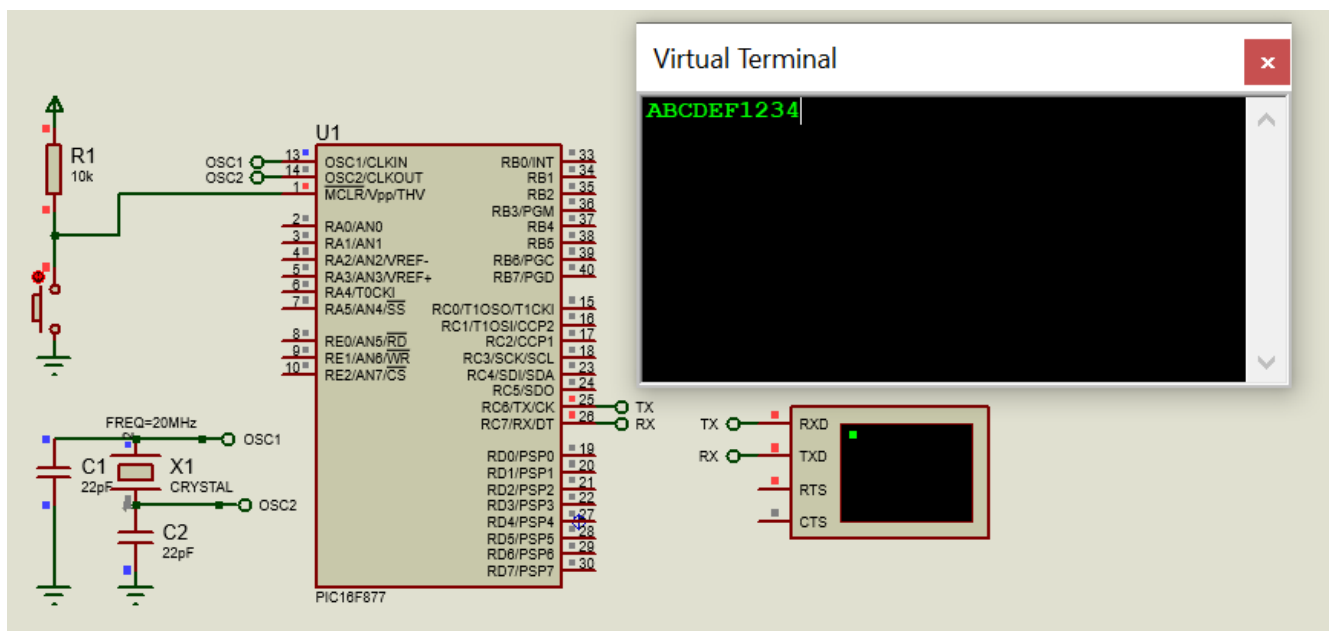 Virtual Terminal
x
ABCDEF1234
R1
10k
U1
OSC1
OSC2
13
14
1
OSC1/CLKIN
OSC2/CLKOUT
MCLR/Vpp/THV
2
3
4
5
6
7
RA0/AN0
RA1/AN1
RA2/AN2/VREF-
RA3/AN3/VREF+
RA4/T0CKI
RA5/AN4/SS
8
9
10
RE0/AN5/RD
RE1/AN6/WR
RE2/AN7/CS
RB0/INT
RB1
RB2
RB3/PGM
RB4
RB5
RB6/PGC
RB7/PGD
33
34
35
36
37
38
39
40
RC0/T1OSO/T1CKI
RC1/T1OSI/CCP2
RC2/CCP1
RC3/SCK/SCL
RC4/SDI/SDA
RC5/SDO
RC6/TX/CK
RC7/RX/DT
15
16
17
18
23
24
25
26
TX
RX
RD0/PSP0
RD1/PSP1
RD2/PSP2
RD3/PSP3
RD4/PSP4
RD5/PSP5
RD6/PSP6
RD7/PSP7
19
20
21
22
27
28
29
30
PIC16F877
FREQ=20MHz
OSC1
C1
22pF
X1
CRYSTAL
OSC2
C2
22pF
TX
RX
RXD
TXD
RTS
CTS